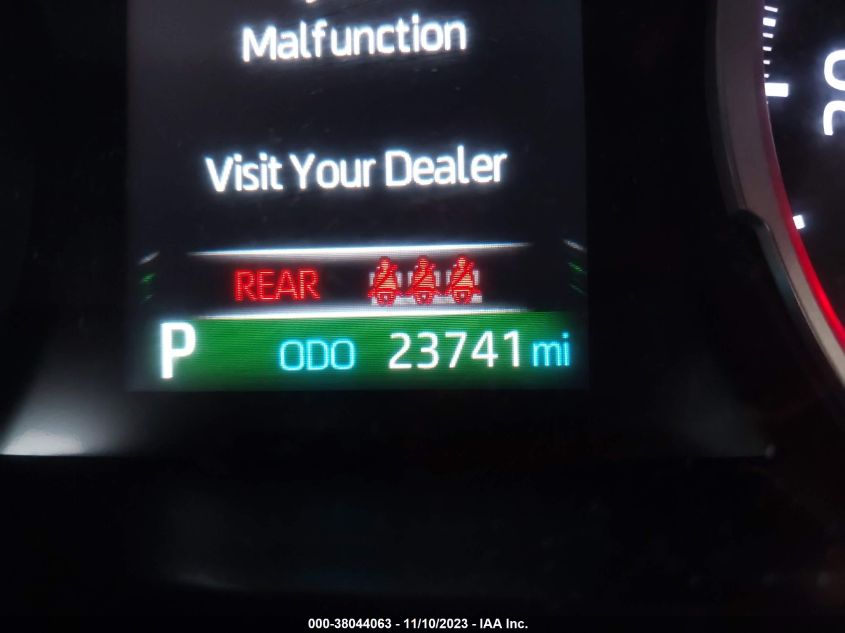 Malfunction
Visit Your Dealer
REAR
P ODO 23741 mi
000-38044063 - 11/10/2023 - IAA Inc.